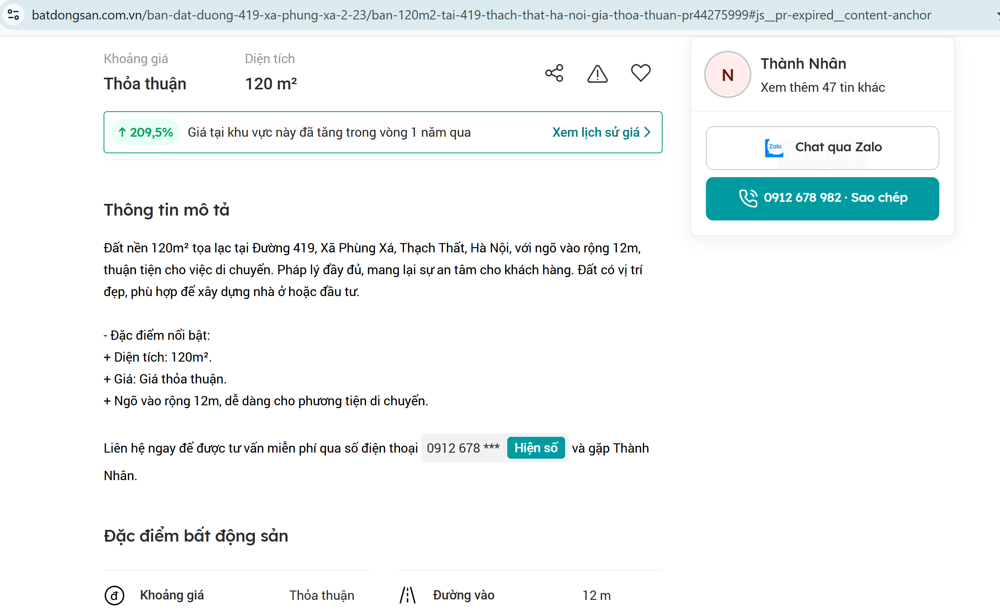 batdongsan.com.vn/ban-dat-duong-419-xa-phung-xa-2-23/ban-120m2-tai-419-thach-that-ha-noi-gia-thoa-thuan-pr44275999#js__pr-expired__content-anchor
Khoảng giá
Diện tích
Thỏa thuận
120 m²
209,5%
Giá tại khu vực này đã tăng trong vòng 1 năm qua
Xem lịch sử giá
Thông tin mô tả
Đất nền 120m² tọa lạc tại Đường 419, Xã Phùng Xá, Thạch Thất, Hà Nội, với ngõ vào rộng 12m,
thuận tiện cho việc di chuyển. Pháp lý đầy đủ, mang lại sự an tâm cho khách hàng. Đất có vị trí
đẹp, phù hợp để xây dựng nhà ở hoặc đầu tư.
- Đặc điểm nổi bật:
+ Diện tích: 120m².
+ Giá: Giá thỏa thuận.
+ Ngõ vào rộng 12m, dễ dàng cho phương tiện di chuyển.
Liên hệ ngay để được tư vấn miễn phí qua số điện thoại 0912 678 *** Hiện số và gặp Thành
Nhân.
Đặc điểm bất động sản
Khoảng giá
Thỏa thuận
Đường vào
12 m
N
Thành Nhân
Xem thêm 47 tin khác
Zalo
Chat qua Zalo
Đã sao chép
0912 678 982 · Sao chép